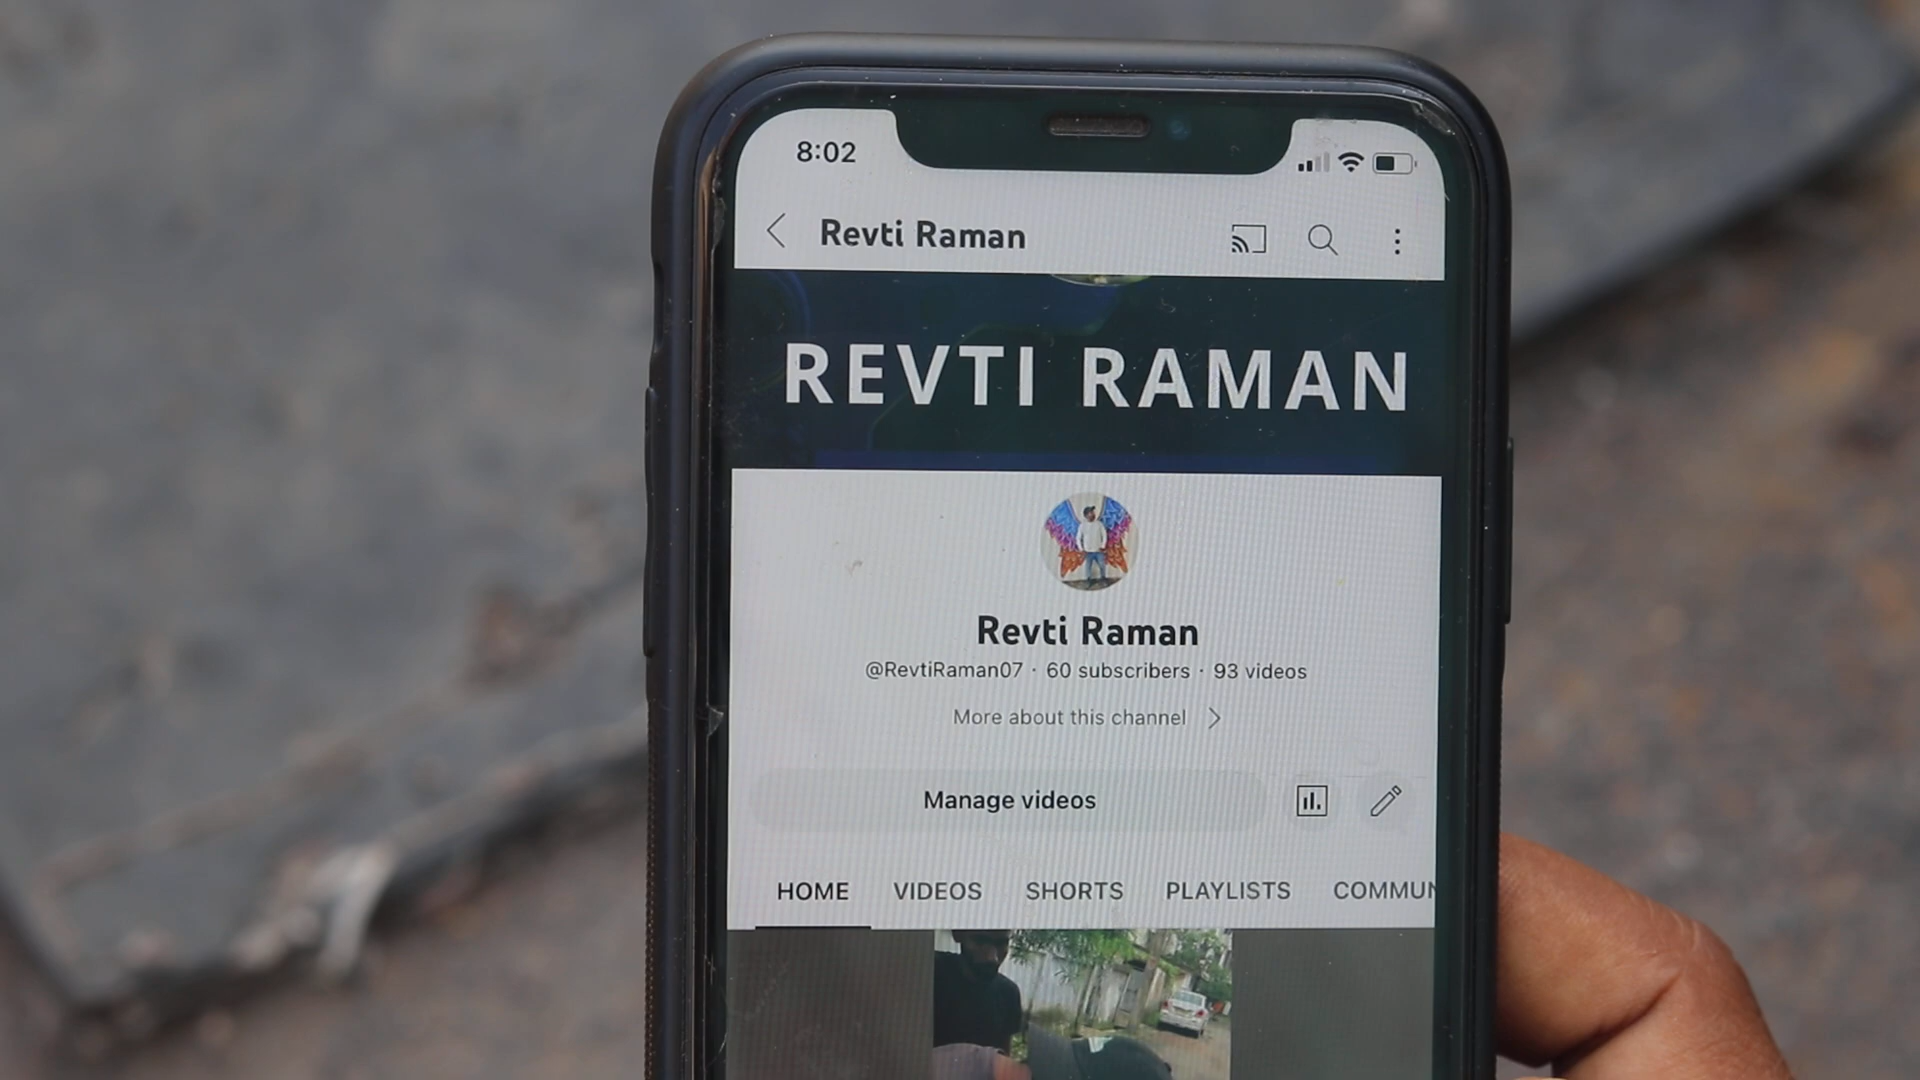 8:02
Revti Raman
REVTI RAMAN
Revti Raman
@RevtiRaman07 · 60 subscribers · 93 videos
More about this channel
Manage videos
HOME VIDEOS SHORTS PLAYLISTS COMMUN